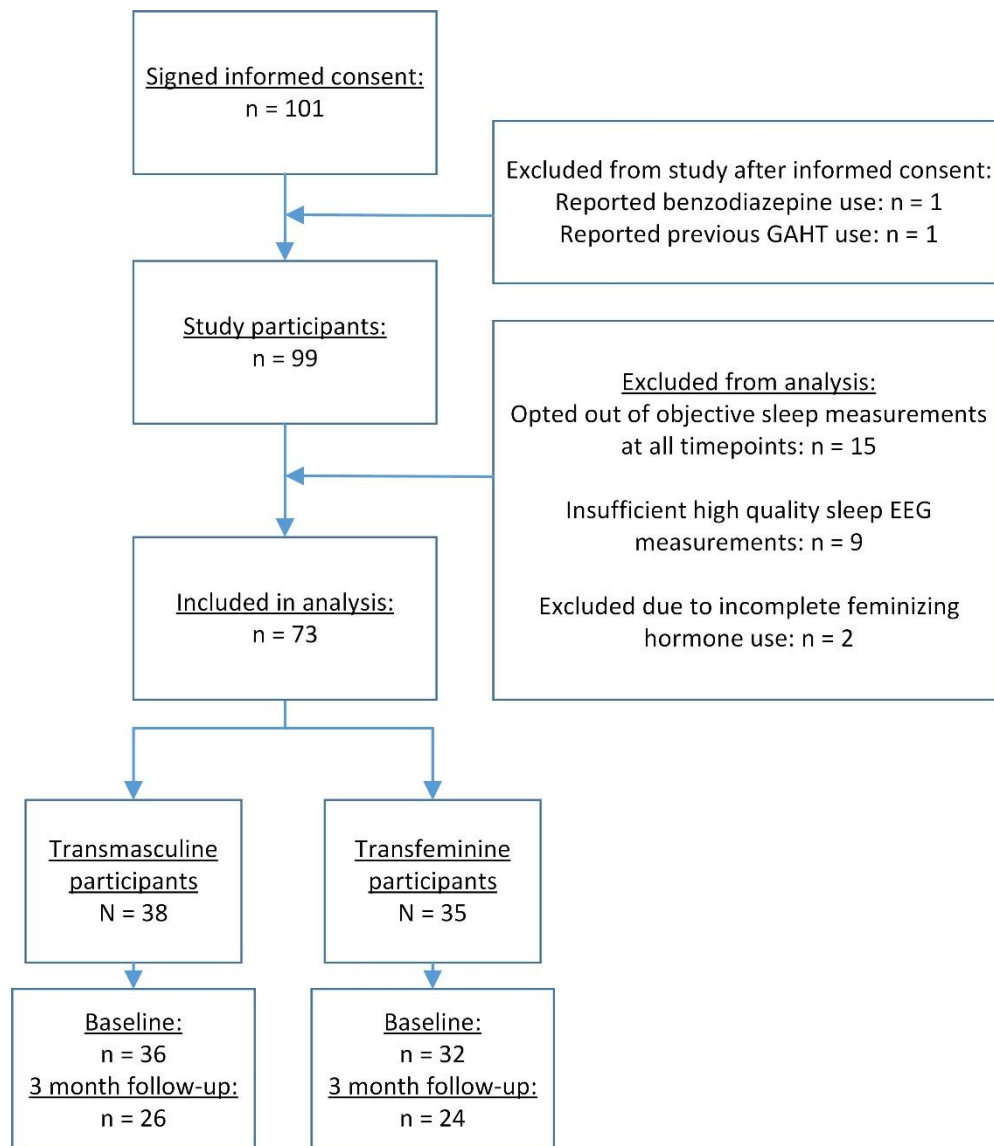 Signed informed consent:
n = 101
Excluded from study after informed consent:
Reported benzodiazepine use: n = 1
Reported previous GAHT use: n = 1
Study participants:
n = 99
Excluded from analysis:
Opted out of objective sleep measurements
at all timepoints: n = 15
Insufficient high quality sleep EEG
measurements: n = 9
Excluded due to incomplete feminizing
hormone use: n = 2
Included in analysis:
n = 73
Transmasculine
participants
N = 38
Transfeminine
participants
N = 35
Baseline:
n = 36
3 month follow-up:
n = 26
Baseline:
n = 32
3 month follow-up:
n = 24